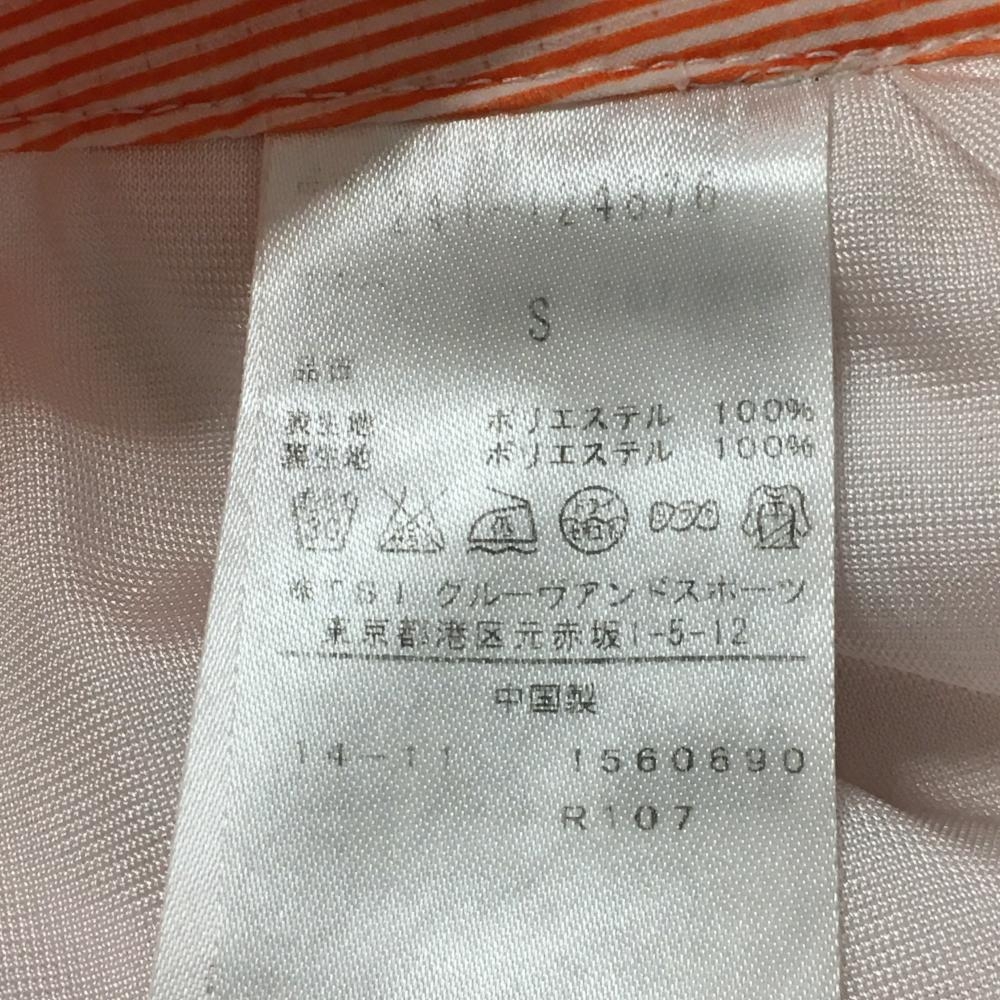 S
品質
表生地 ポリエステル 100%
裏生地 ポリエステル 100%
㈱TSIグルーヴアンドスポーツ
東京都港区元赤坂1-5-12
中国製
14-11 1560690
R107